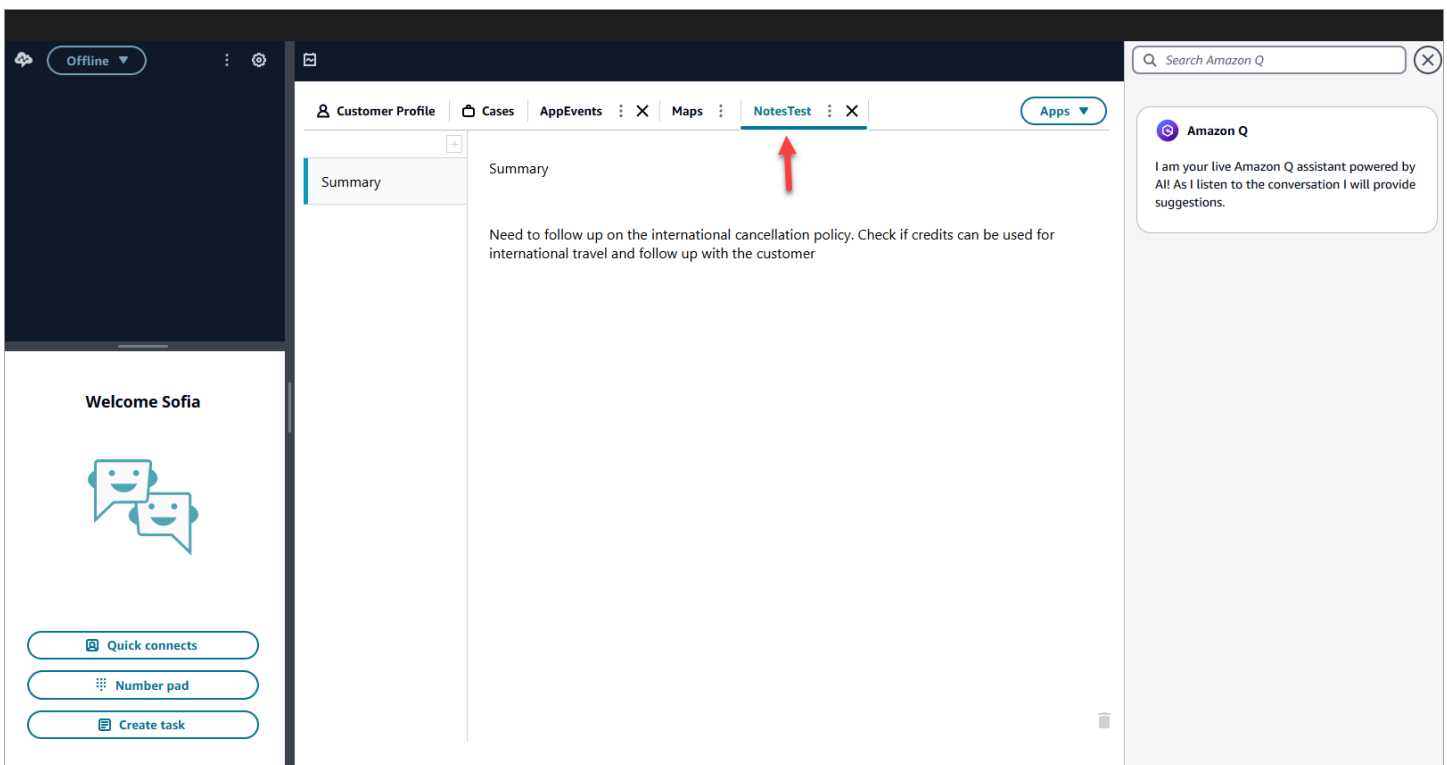 Offline
Search Amazon Q
Customer Profile Cases AppEvents Maps NotesTest Apps
Amazon Q
I am your live Amazon Q assistant powered by
AI! As I listen to the conversation I will provide
suggestions.
Summary
Summary
Need to follow up on the international cancellation policy. Check if credits can be used for
international travel and follow up with the customer
Welcome Sofia
Quick connects
Number pad
Create task